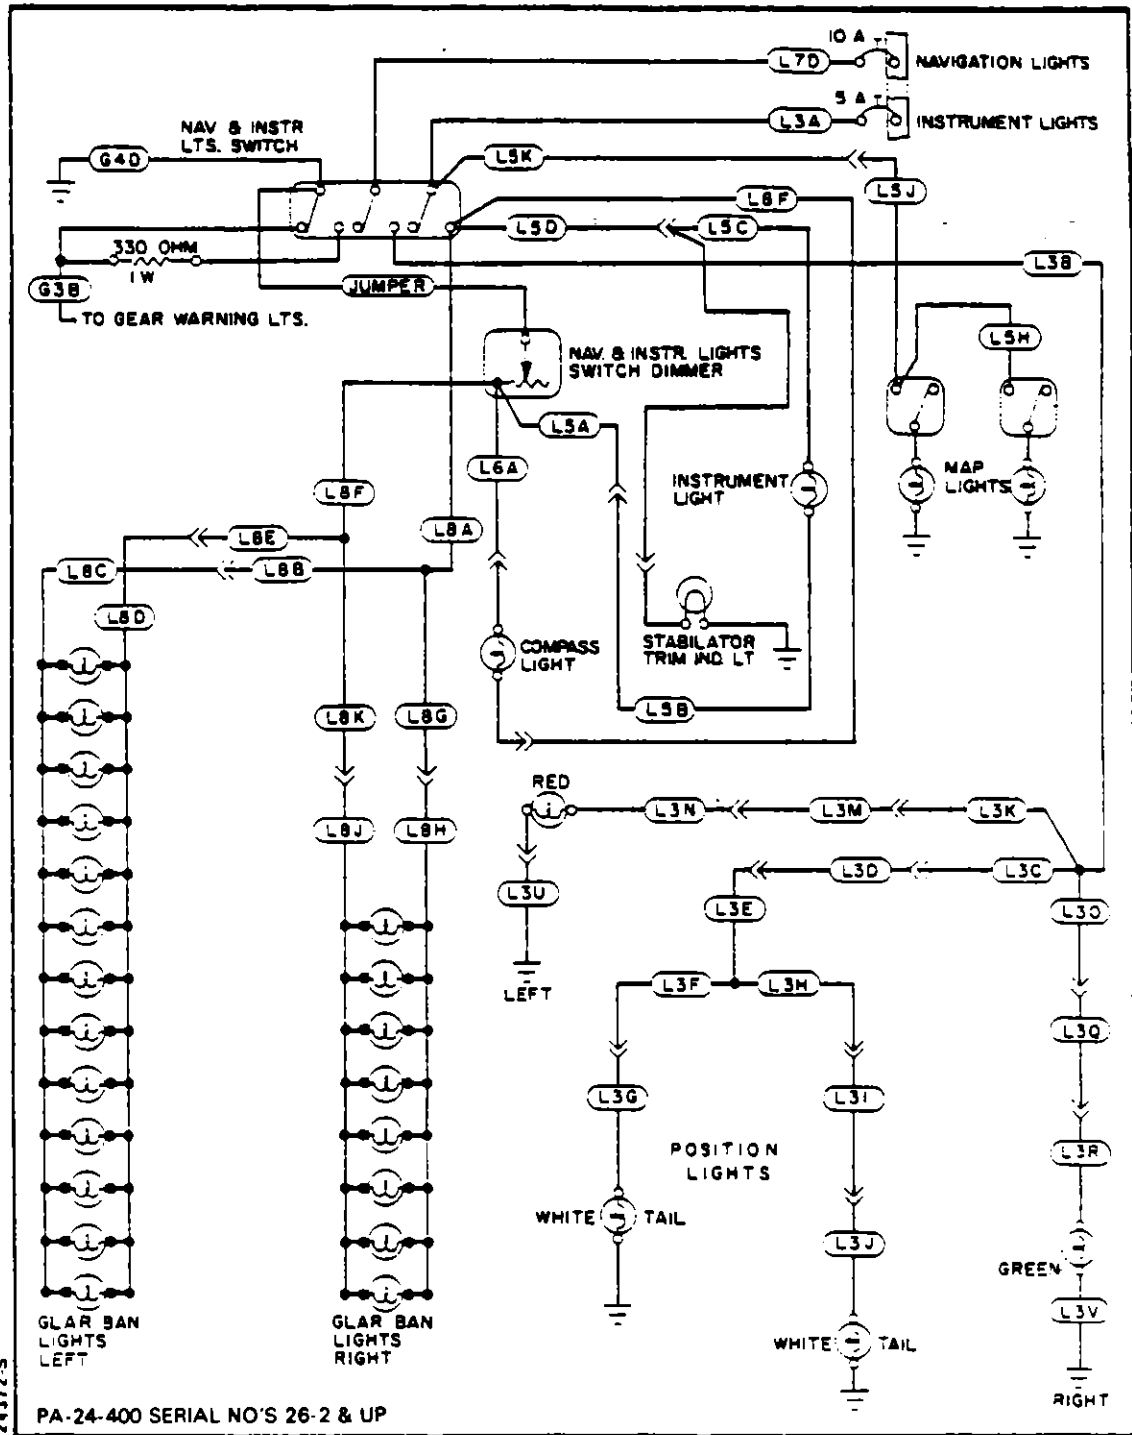 10 A
L7D
NAVIGATION LIGHTS
5 A
L3A
INSTRUMENT LIGHTS
NAV & INSTR
LTS. SWITCH
G4D
L5K
L5J
L6F
L5D
L5C
330 OHM
1 W
L3B
G3B
JUMPER
TO GEAR WARNING LTS.
L5H
NAV. & INSTR. LIGHTS
SWITCH DIMMER
L5A
L6A
INSTRUMENT
LIGHT
MAP
LIGHTS
L8F
L8A
L8E
L8C
L8B
L8D
COMPASS
LIGHT
STABILATOR
TRIM IND. LT
L5B
L8K
L8G
RED
L3N
L3M
L3K
L8J
L8H
L3D
L3C
L3U
L3E
L3O
LEFT
L3F
L3H
L3Q
L3G
L3I
POSITION
LIGHTS
L3R
WHITE
TAIL
L3J
GREEN
L3V
GLAR BAN
LIGHTS
LEFT
GLAR BAN
LIGHTS
RIGHT
WHITE
TAIL
RIGHT
PA-24-400 SERIAL NO'S 26-2 & UP